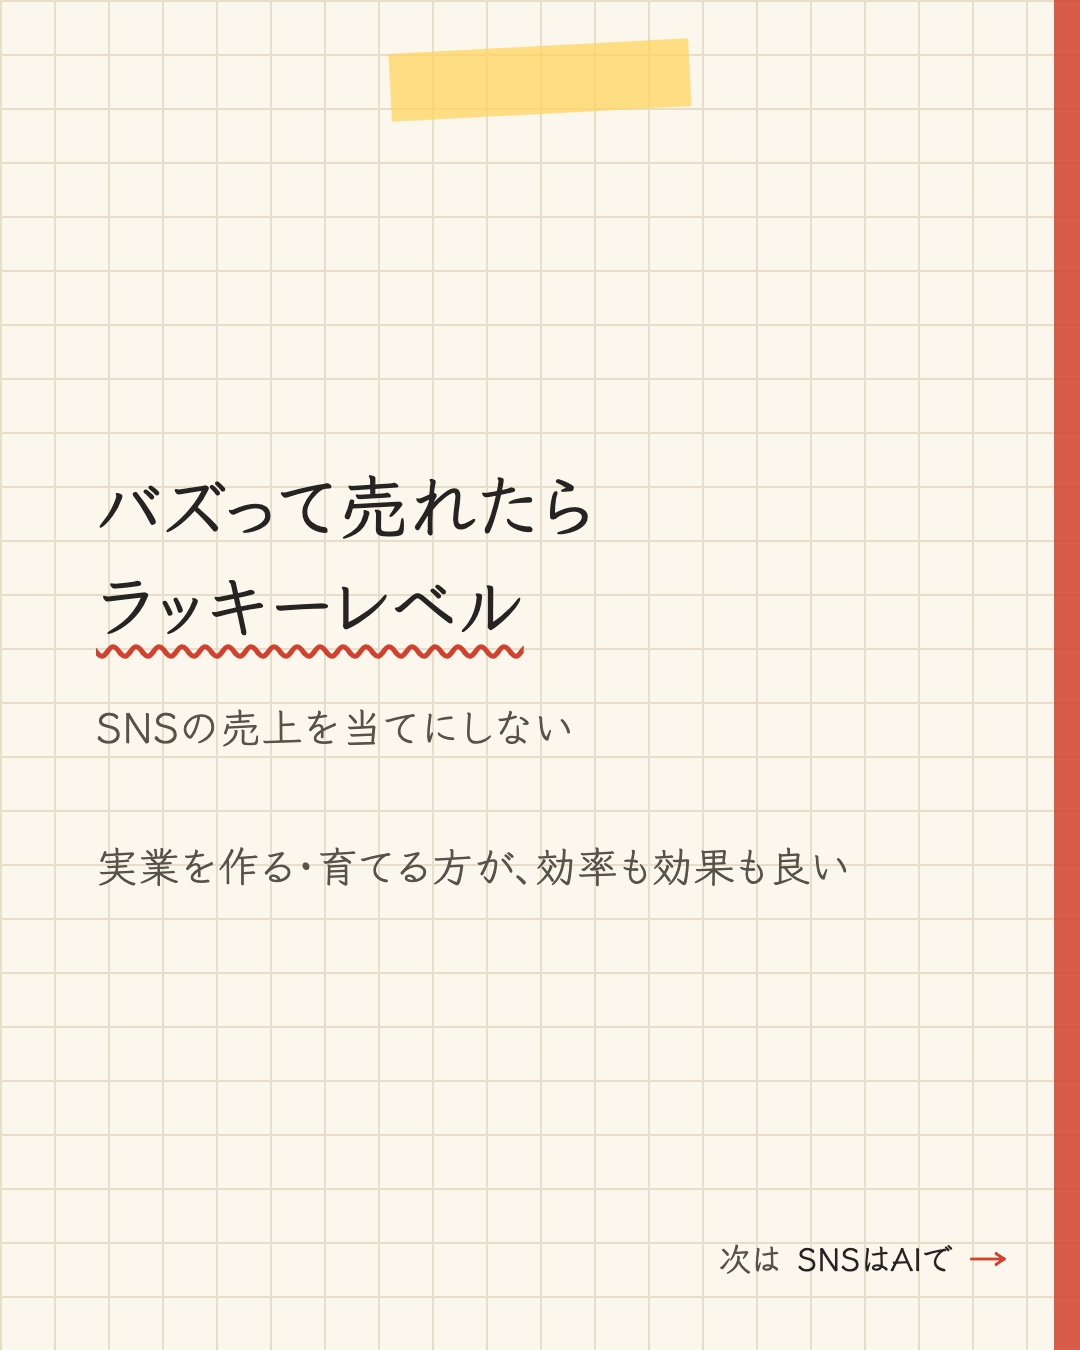 バズって売れたら
ラッキーレベル
SNSの売上を当てにしない
実業を作る・育てる方が、効率も効果も良い
次は SNSはAIで →